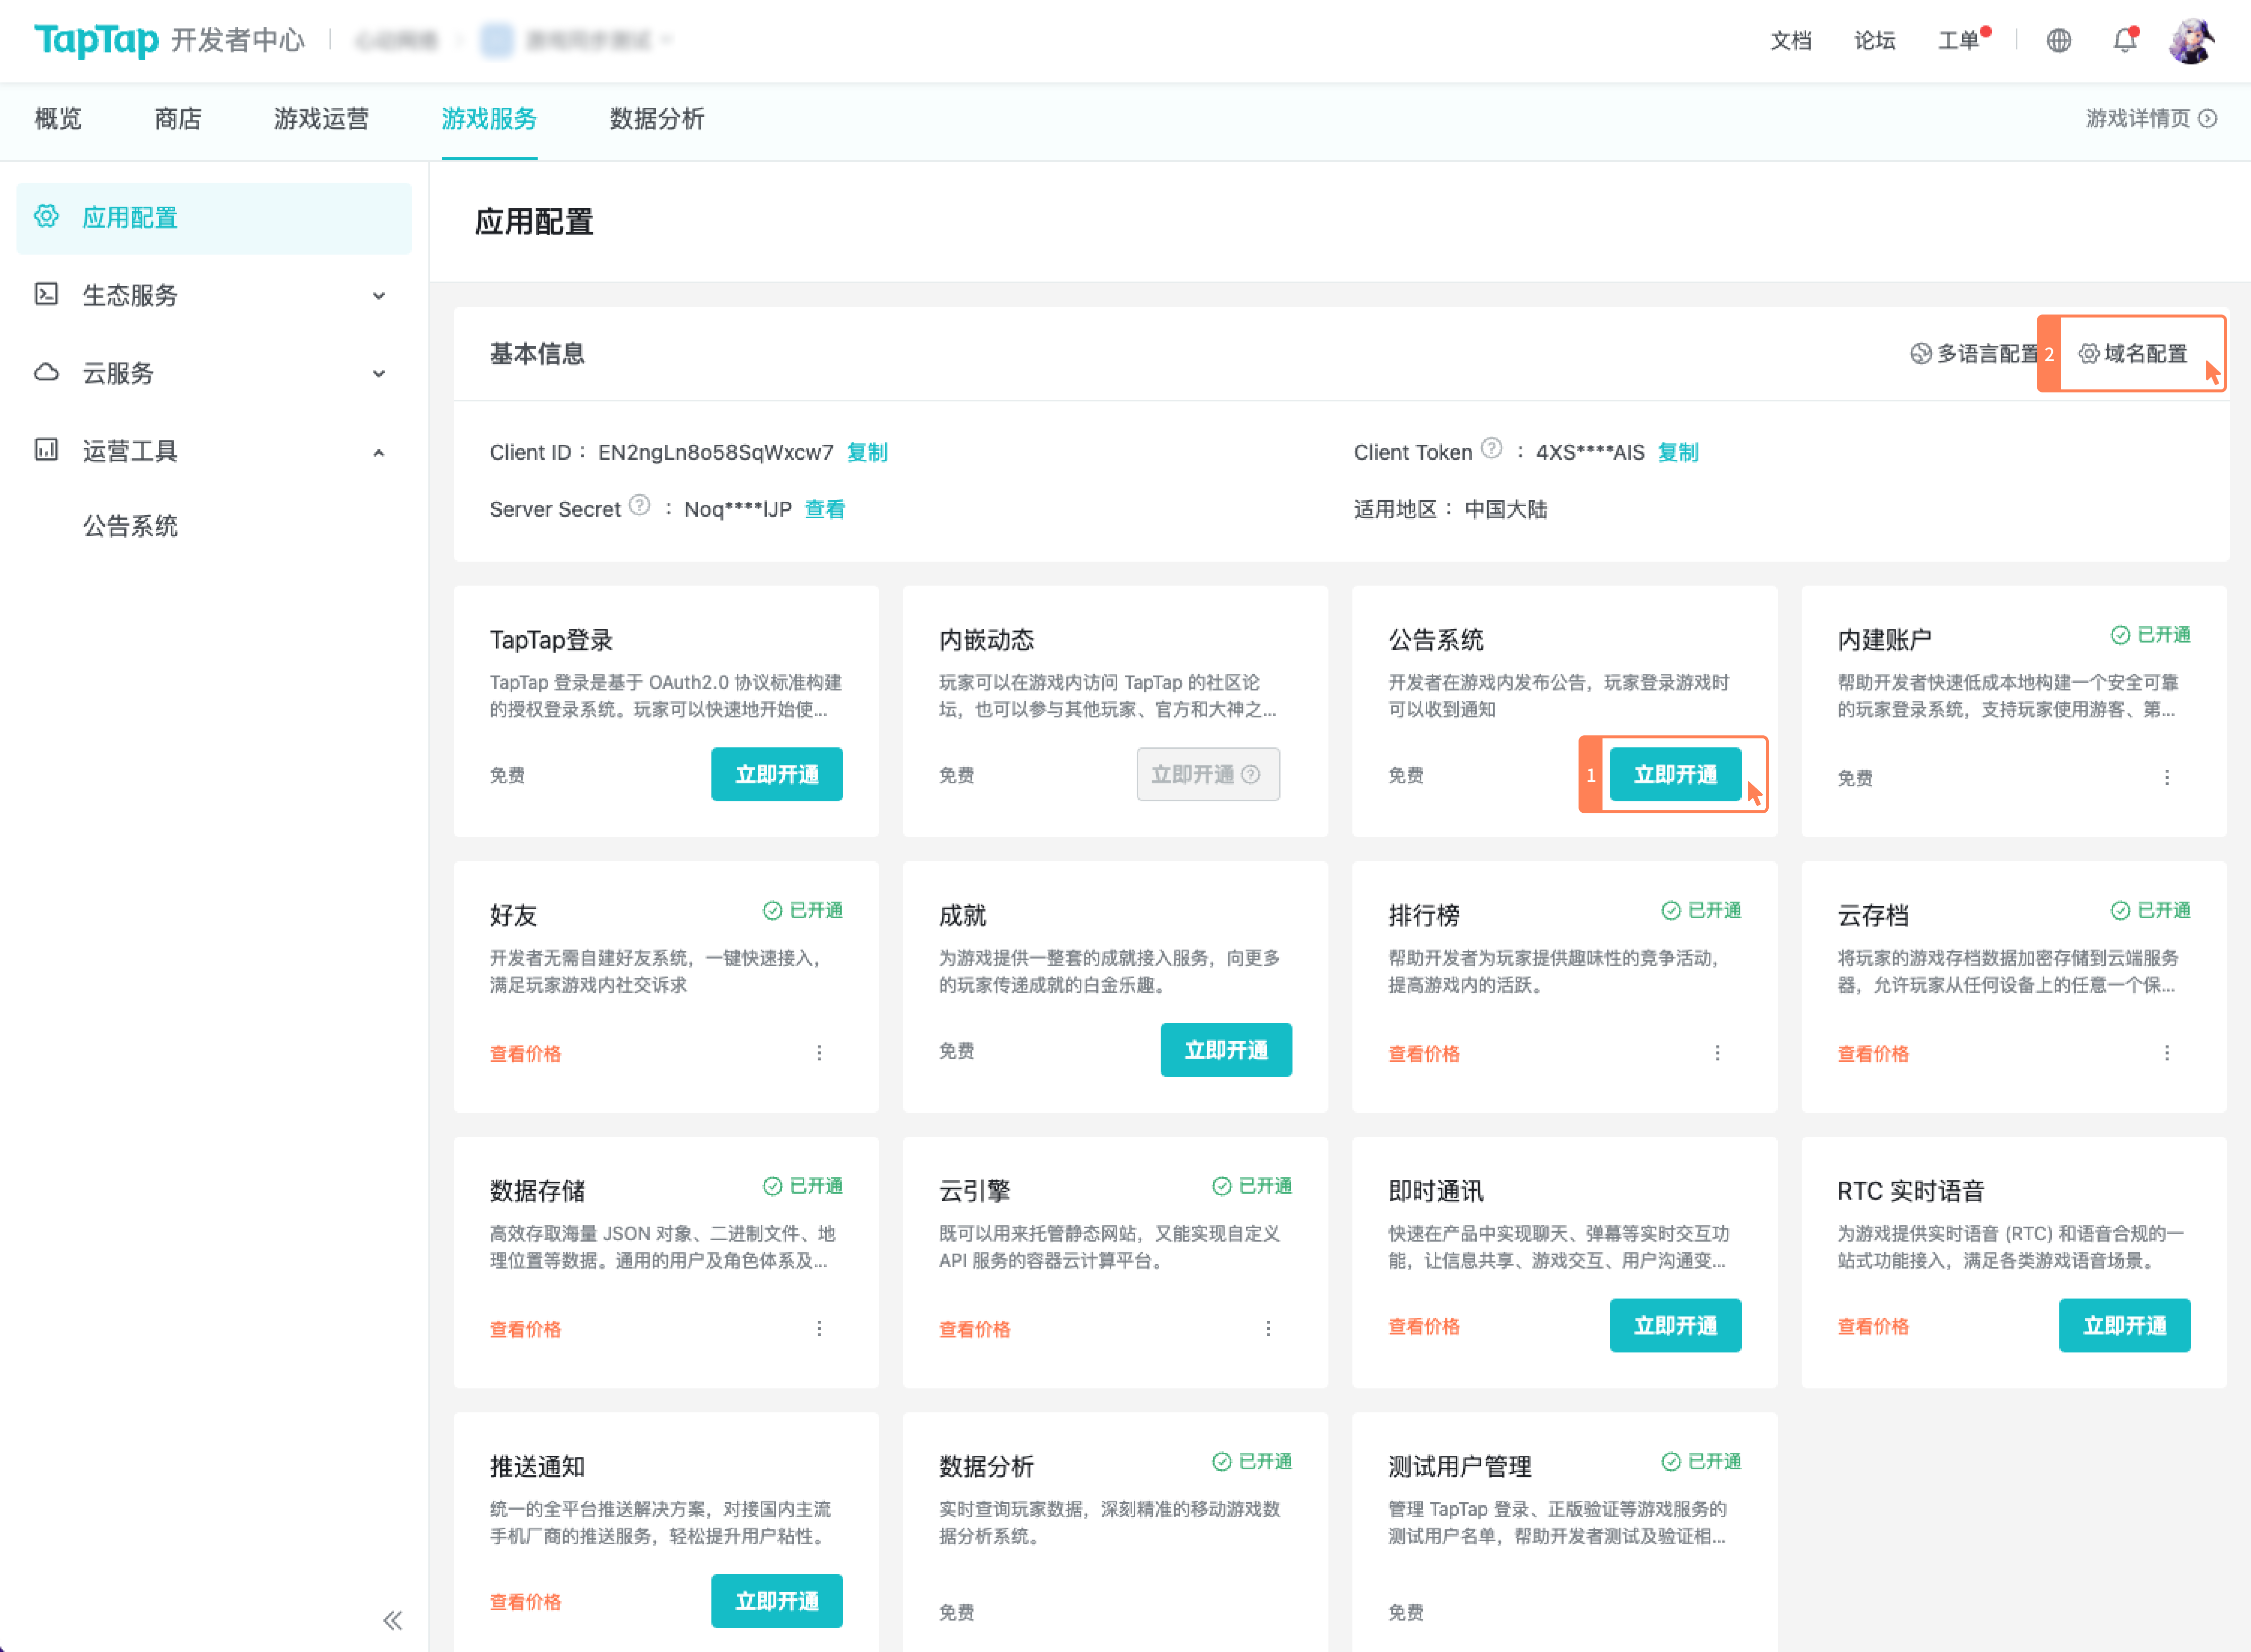 TapTap 开发者中心
文档
论坛
工单
概览
商店
游戏运营
游戏服务
数据分析
游戏详情页
应用配置
生态服务
云服务
运营工具
公告系统
应用配置
基本信息
多语言配置
2
域名配置
Client ID： EN2ngLn8o58SqWxcw7 复制
Client Token ： 4XS****AIS 复制
Server Secret ： Noq****lJP 查看
适用地区： 中国大陆
TapTap登录
TapTap 登录是基于 OAuth2.0 协议标准构建
的授权登录系统。玩家可以快速地开始使...
免费
立即开通
内嵌动态
玩家可以在游戏内访问 TapTap 的社区论
坛，也可以参与其他玩家、官方和大神之...
免费
立即开通
公告系统
开发者在游戏内发布公告，玩家登录游戏时
可以收到通知
免费
1
立即开通
内建账户
已开通
帮助开发者快速低成本地构建一个安全可靠
的玩家登录系统，支持玩家使用游客、第...
免费
好友
已开通
开发者无需自建好友系统，一键快速接入，
满足玩家游戏内社交诉求
查看价格
成就
为游戏提供一整套的成就接入服务，向更多
的玩家传递成就的白金乐趣。
免费
立即开通
排行榜
已开通
帮助开发者为玩家提供趣味性的竞争活动，
提高游戏内的活跃。
查看价格
云存档
已开通
将玩家的游戏存档数据加密存储到云端服务
器，允许玩家从任何设备上的任意一个保...
查看价格
数据存储
已开通
高效存取海量 JSON 对象、二进制文件、地
理位置等数据。通用的用户及角色体系及...
查看价格
云引擎
已开通
既可以用来托管静态网站，又能实现自定义
API 服务的容器云计算平台。
查看价格
即时通讯
快速在产品中实现聊天、弹幕等实时交互功
能，让信息共享、游戏交互、用户沟通变...
查看价格
立即开通
RTC 实时语音
为游戏提供实时语音 (RTC) 和语音合规的一
站式功能接入，满足各类游戏语音场景。
查看价格
立即开通
推送通知
统一的全平台推送解决方案，对接国内主流
手机厂商的推送服务，轻松提升用户粘性。
查看价格
立即开通
数据分析
已开通
实时查询玩家数据，深刻精准的移动游戏数
据分析系统。
免费
测试用户管理
已开通
管理 TapTap 登录、正版验证等游戏服务的
测试用户名单，帮助开发者测试及验证相...
免费